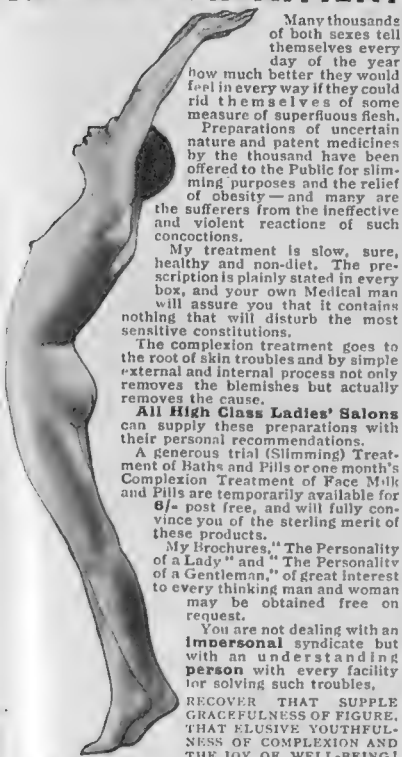 Many thousands
of both sexes tell
themselves every
day of the year
how much better they would
feel in every way if they could
rid themselves of some
measure of superfluous flesh.
Preparations of uncertain
nature and patent medicines
by the thousand have been
offered to the Public for slim-
ming purposes and the relief
of obesity—and many are
the sufferers from the ineffective
and violent reactions of such
concoctions.
My treatment is slow, sure,
healthy and non-diet. The pre-
scription is plainly stated in every
box, and your own Medical man
will assure you that it contains
nothing that will disturb the most
sensitive constitutions.
The complexion treatment goes to
the root of skin troubles and by simple
external and internal process not only
removes the blemishes but actually
removes the cause.
All High Class Ladies' Salons
can supply these preparations with
their personal recommendations.
A generous trial (Slimming) Treat-
ment of Baths and Pills or one month's
Complexion Treatment of Face Milk
and Pills are temporarily available for
6/- post free, and will fully con-
vince you of the sterling merit of
these products.
My Brochures, "The Personality
of a Lady" and "The Personality
of a Gentleman," of great interest
to every thinking man and woman
may be obtained free on
request.
You are not dealing with an
impersonal syndicate but
with an understanding
person with every facility
for solving such troubles.
RECOVER THAT SUPPLE
GRACEFULNESS OF FIGURE,
THAT ELUSIVE YOUTHFUL-
NESS OF COMPLEXION AND
THE JOY OF WELL-BEING!